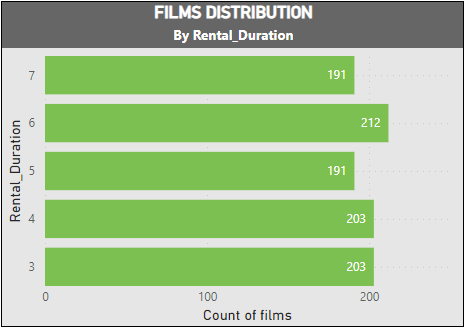 FILMS DISTRIBUTION
By Rental_Duration
Rental_Duration
7 191
6 212
5 191
4 203
3 203
0 100 200
Count of films